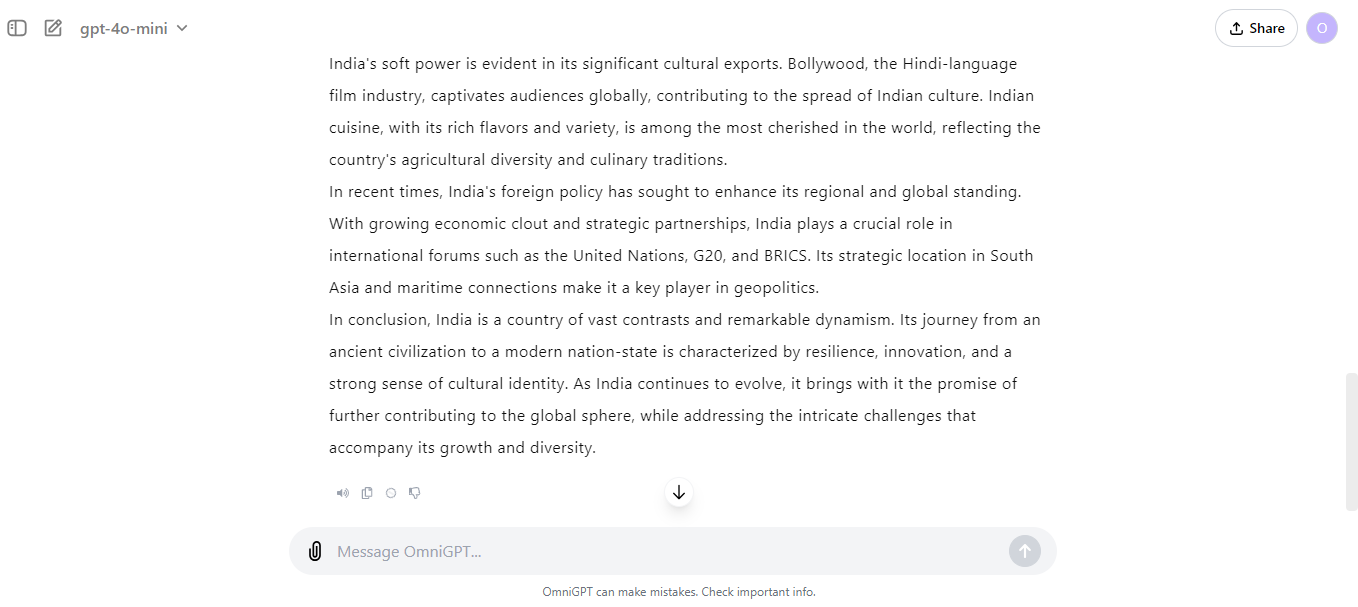 gpt-4o-mini
Share
O
India's soft power is evident in its significant cultural exports. Bollywood, the Hindi-language
film industry, captivates audiences globally, contributing to the spread of Indian culture. Indian
cuisine, with its rich flavors and variety, is among the most cherished in the world, reflecting the
country's agricultural diversity and culinary traditions.
In recent times, India's foreign policy has sought to enhance its regional and global standing.
With growing economic clout and strategic partnerships, India plays a crucial role in
international forums such as the United Nations, G20, and BRICS. Its strategic location in South
Asia and maritime connections make it a key player in geopolitics.
In conclusion, India is a country of vast contrasts and remarkable dynamism. Its journey from an
ancient civilization to a modern nation-state is characterized by resilience, innovation, and a
strong sense of cultural identity. As India continues to evolve, it brings with it the promise of
further contributing to the global sphere, while addressing the intricate challenges that
accompany its growth and diversity.
Message OmniGPT...
OmniGPT can make mistakes. Check important info.